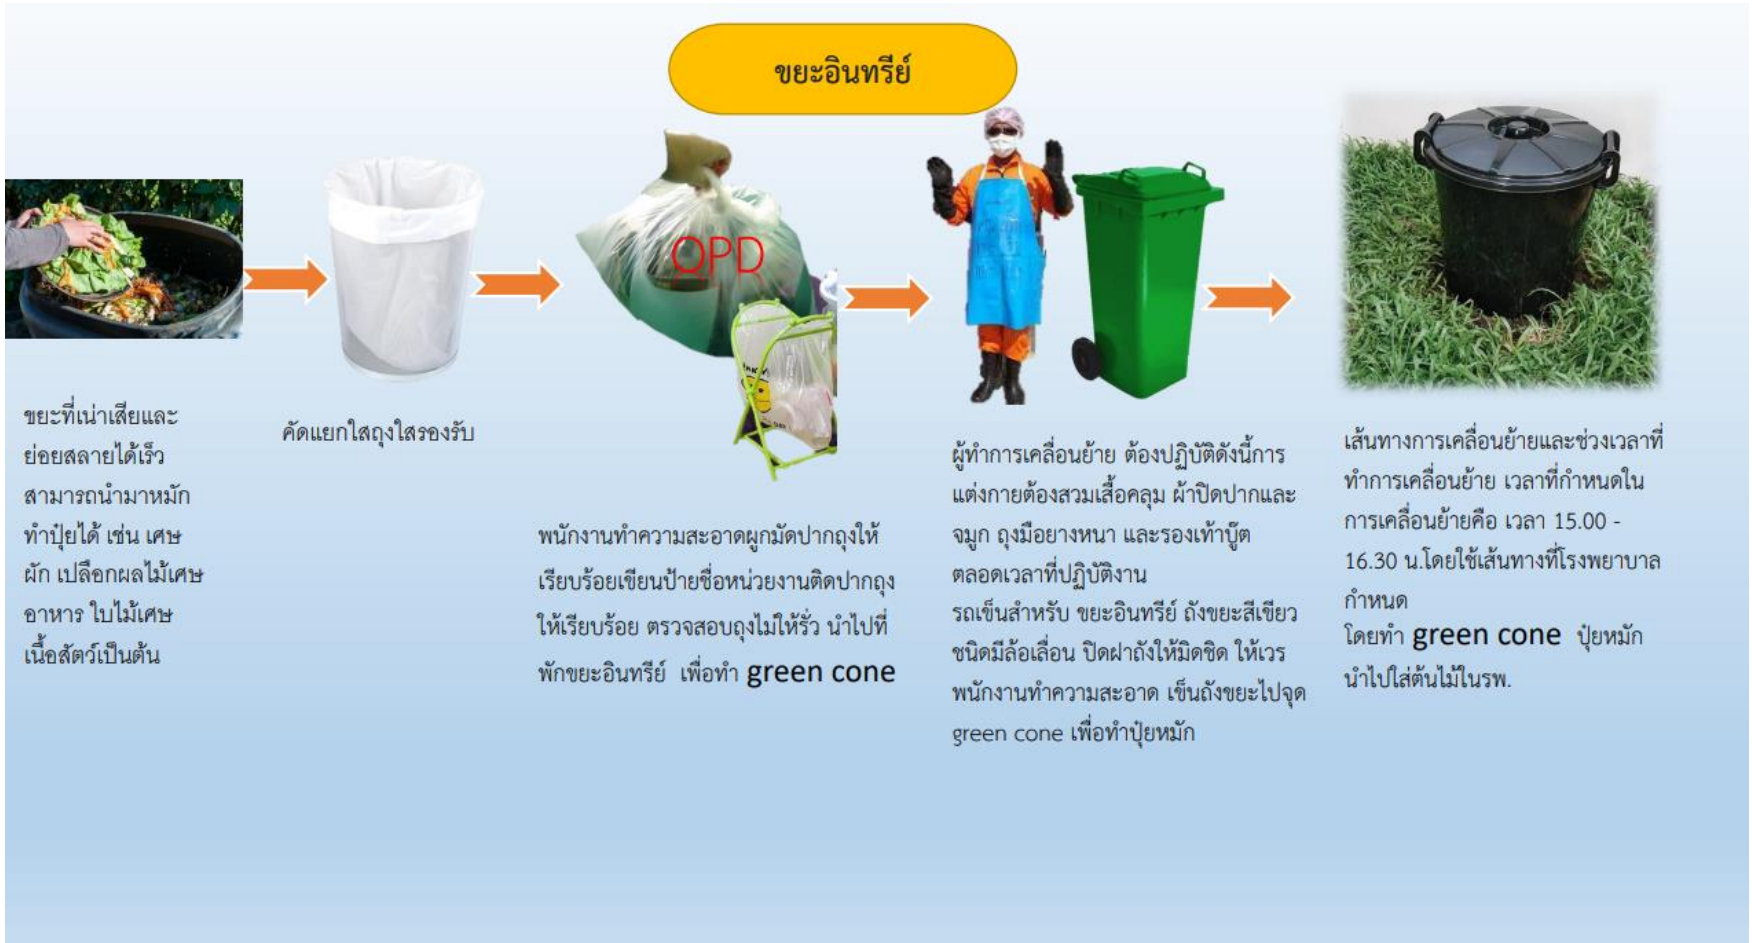 ขยะอินทรีย์
OPD
ขยะที่เน่าเสียและ
ย่อยสลายได้เร็ว
สามารถนำมาหมัก
ทำปุ๋ยได้ เช่น เศษ
ผัก เปลือกผลไม้เศษ
อาหาร ใบไม้เศษ
เนื้อสัตว์เป็นต้น
คัดแยกใส่ถุงใสรองรับ
พนักงานทำความสะอาดผูกมัดปากถุงให้
เรียบร้อยเขียนป้ายชื่อหน่วยงานติดปากถุง
ให้เรียบร้อย ตรวจสอบถุงไม่ให้รั่ว นำไปที่
พักขยะอินทรีย์ เพื่อทำ green cone
ผู้ทำการเคลื่อนย้าย ต้องปฏิบัติดังนี้การ
แต่งกายต้องสวมเสื้อคลุม ผ้าปิดปากและ
จมูก ถุงมือยางหนา และรองเท้าบู๊ต
ตลอดเวลาที่ปฏิบัติงาน
รถเข็นสำหรับ ขยะอินทรีย์ ถังขยะสีเขียว
ชนิดมีล้อเลื่อน ปิดฝาถังให้มิดชิด ให้เวร
พนักงานทำความสะอาด เข็นถังขยะไปจุด
green cone เพื่อทำปุ๋ยหมัก
เส้นทางการเคลื่อนย้ายและช่วงเวลาที่
ทำการเคลื่อนย้าย เวลาที่กำหนดใน
การเคลื่อนย้ายคือ เวลา 15.00 -
16.30 น.โดยใช้เส้นทางที่โรงพยาบาล
กำหนด
โดยทำ green cone ปุ๋ยหมัก
นำไปใส่ต้นไม้ในรพ.